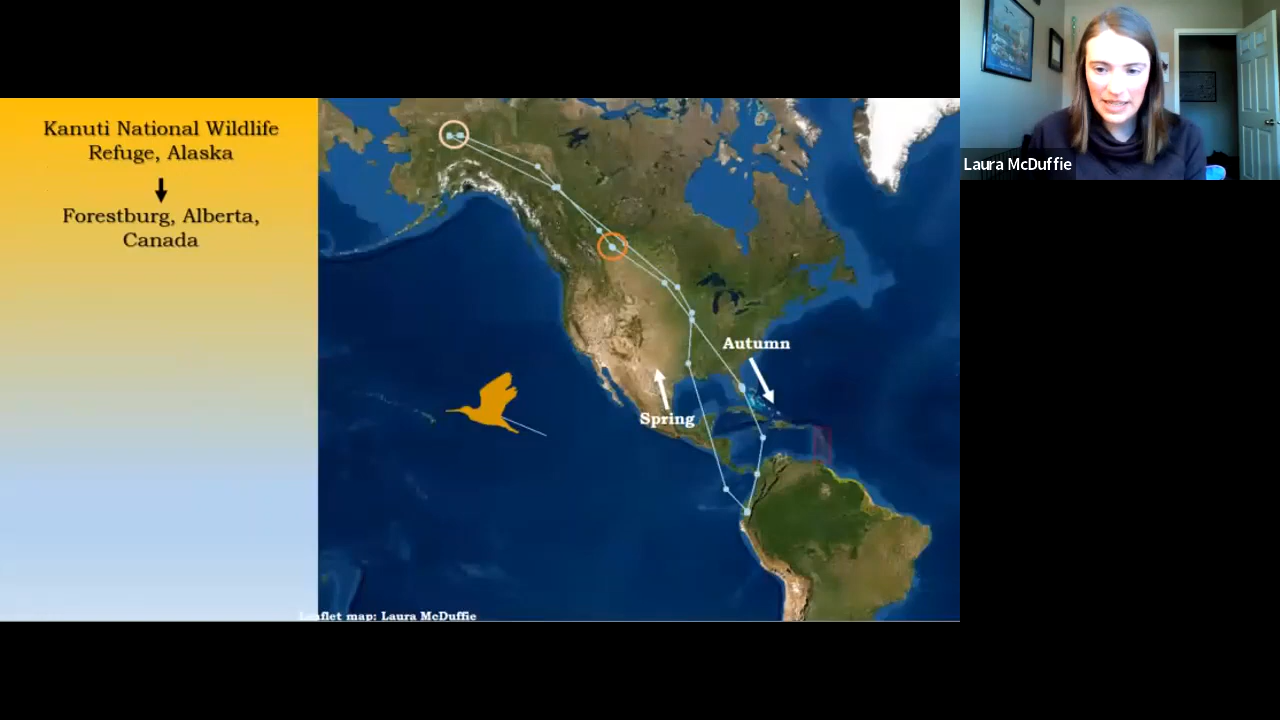 Kanuti National Wildlife
Refuge, Alaska
Forestburg, Alberta,
Canada
Autumn
Spring
Leaflet map: Laura McDuffie
Laura McDuffie